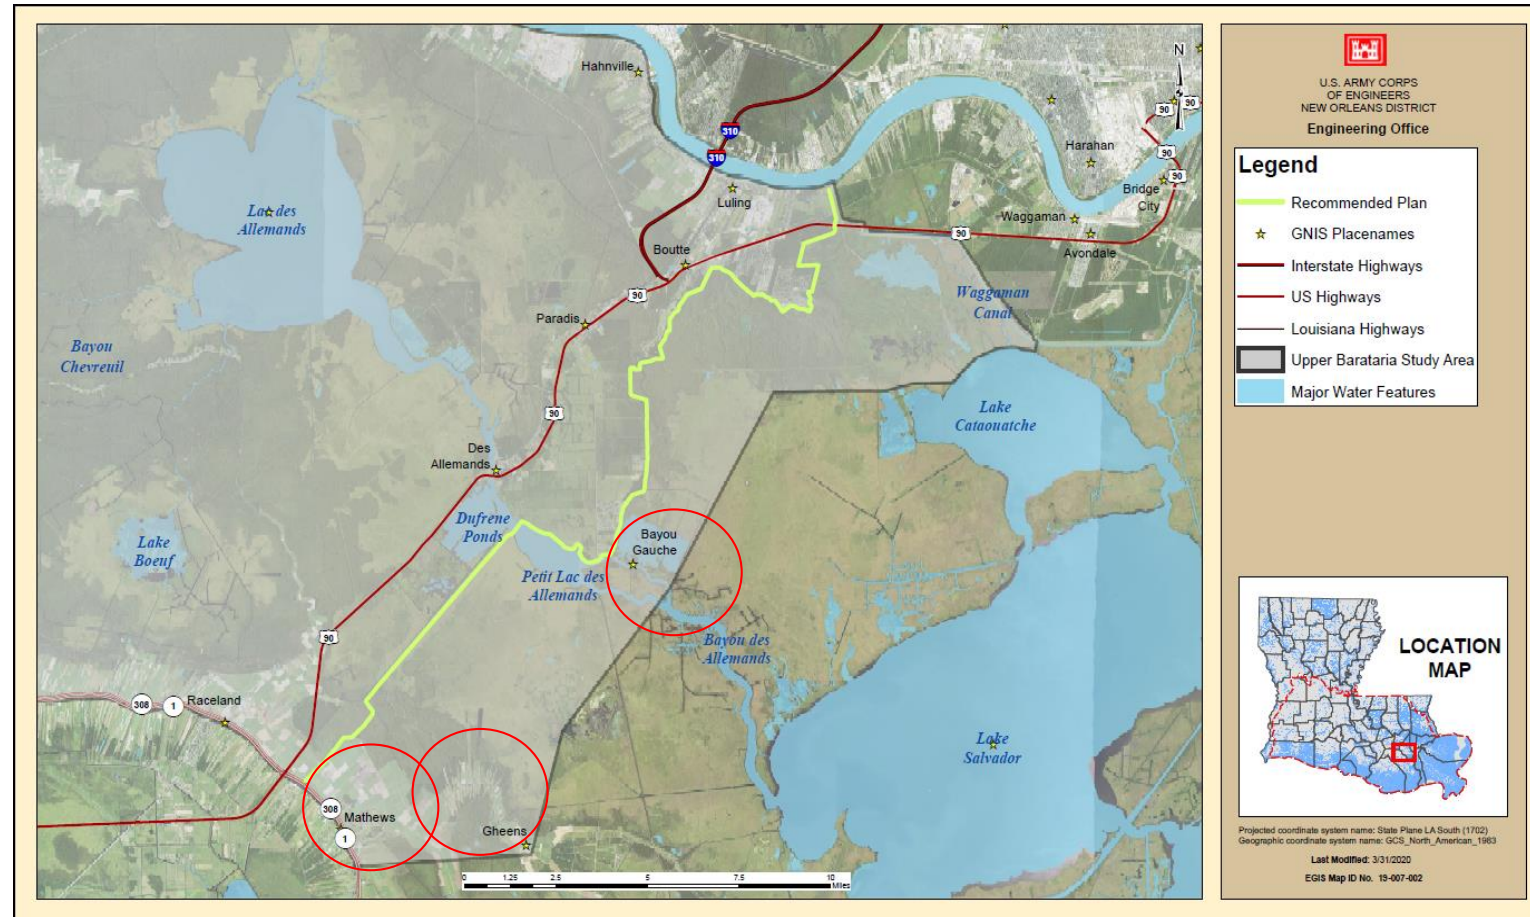 Hahnville
N
310
310
90
90
90
90
Harahan
Bridge
City
Luling
Waggaman
90
Avondale
Lac des
Allemands
Boutte
90
Waggaman
Canal
Paradis
Bayou
Chevreuil
90
Lake
Cataouatche
Des
Allemands
Dufrene
Ponds
Bayou
Gauche
Lake
Boeuf
Petit Lac des
Allemands
90
Bayou des
Allemands
Raceland
308
1
Lake
Salvador
308
Mathews
1
Gheens
0 1.25 2.5 5 7.5 10
Miles
U.S. ARMY CORPS
OF ENGINEERS
NEW ORLEANS DISTRICT
Engineering Office
Legend
Recommended Plan
GNIS Placenames
Interstate Highways
US Highways
Louisiana Highways
Upper Barataria Study Area
Major Water Features
LOCATION
MAP
Projected coordinate system name: State Plane LA South (1702)
Geographic coordinate system name: GCS_North_American_1983
Last Modified: 3/31/2020
EGIS Map ID No. 19-007-002